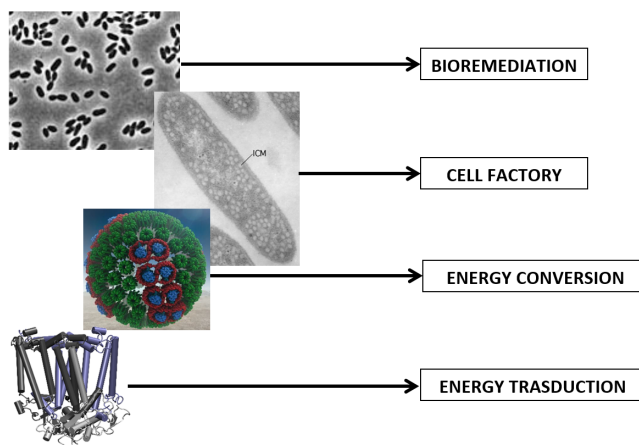 BIOREMEDIATION
ICM
CELL FACTORY
ENERGY CONVERSION
ENERGY TRASDUCTION